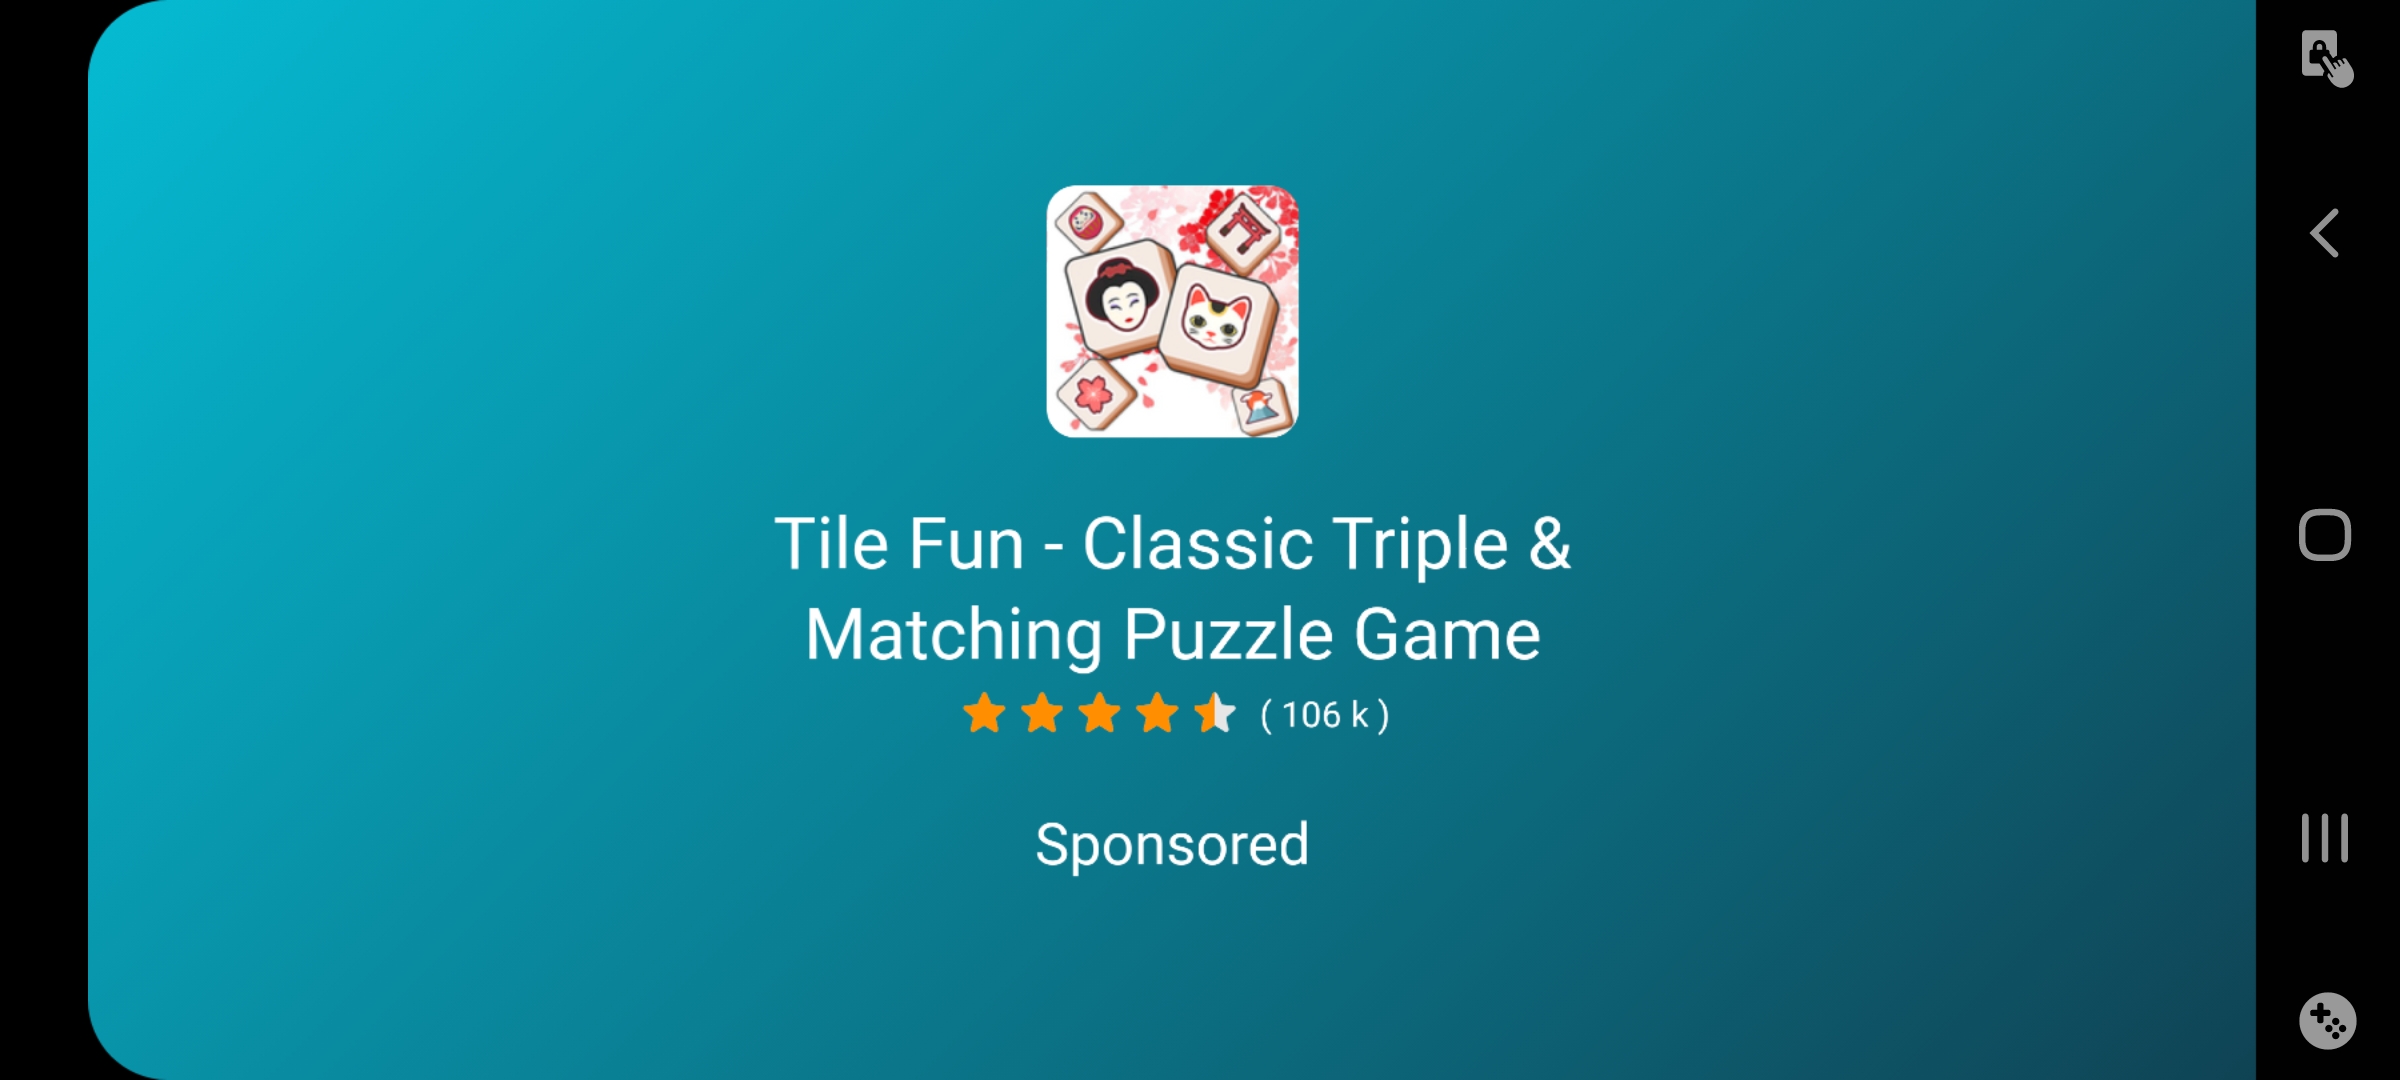 Tile Fun - Classic Triple &
Matching Puzzle Game
( 106 k )
Sponsored